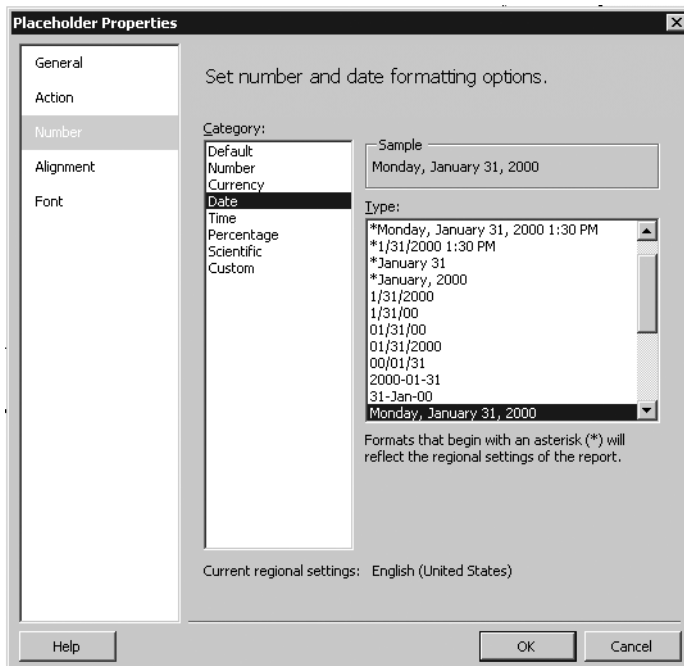 Placeholder Properties
General
Action
Number
Alignment
Font
Set number and date formatting options.
Category:
Default
Number
Currency
Date
Time
Percentage
Scientific
Custom
Sample
Monday, January 31, 2000
Type:
*Monday, January 31, 2000 1:30 PM
*1/31/2000 1:30 PM
*January 31
*January, 2000
1/31/2000
1/31/00
01/31/00
01/31/2000
00/01/31
2000-01-31
31-Jan-00
Monday, January 31, 2000
Formats that begin with an asterisk (*) will
reflect the regional settings of the report.
Current regional settings: English (United States)
Help
OK
Cancel